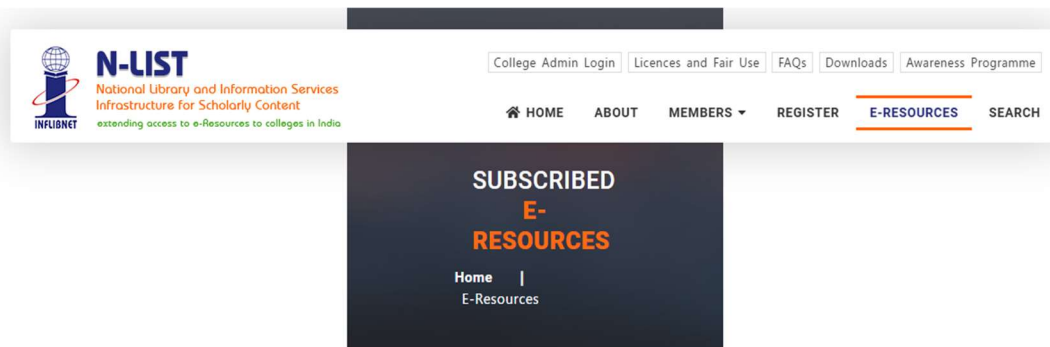 N-LIST
National Library and Information Services
Infrastructure for Scholarly Content
extending access to e-Resources to colleges in India
INFLIBNET
College Admin Login Licences and Fair Use FAQs Downloads Awareness Programme
HOME ABOUT MEMBERS REGISTER E-RESOURCES SEARCH
SUBSCRIBED
E-
RESOURCES
Home |
E-Resources